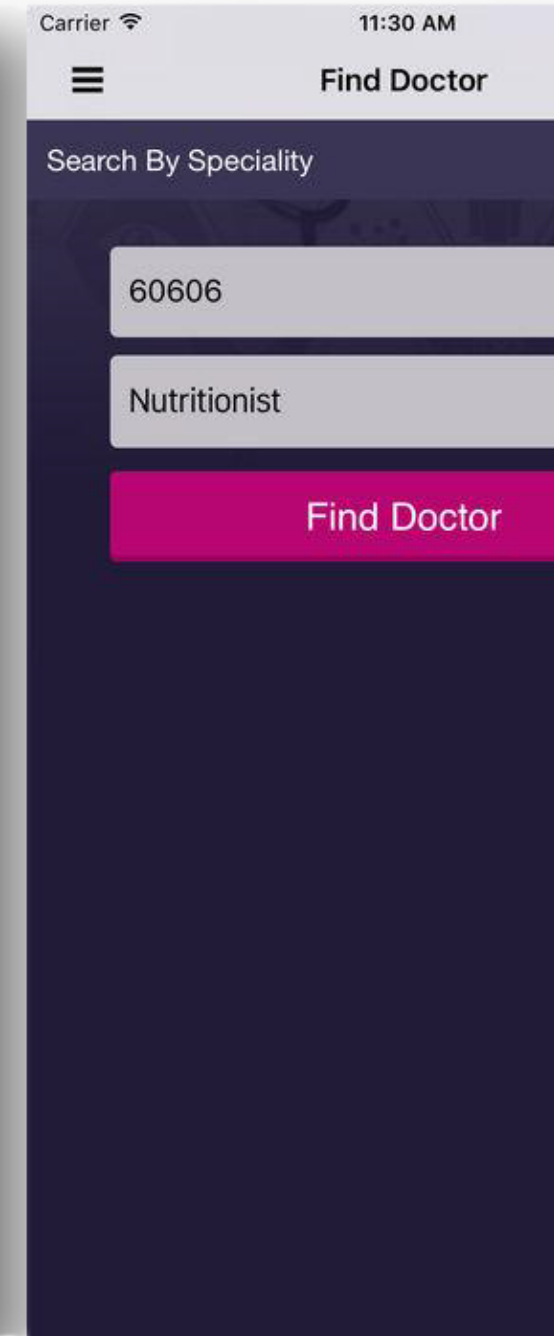 Carrier 11:30 AM
Find Doctor
Search By Speciality
60606
Nutritionist
Find Doctor